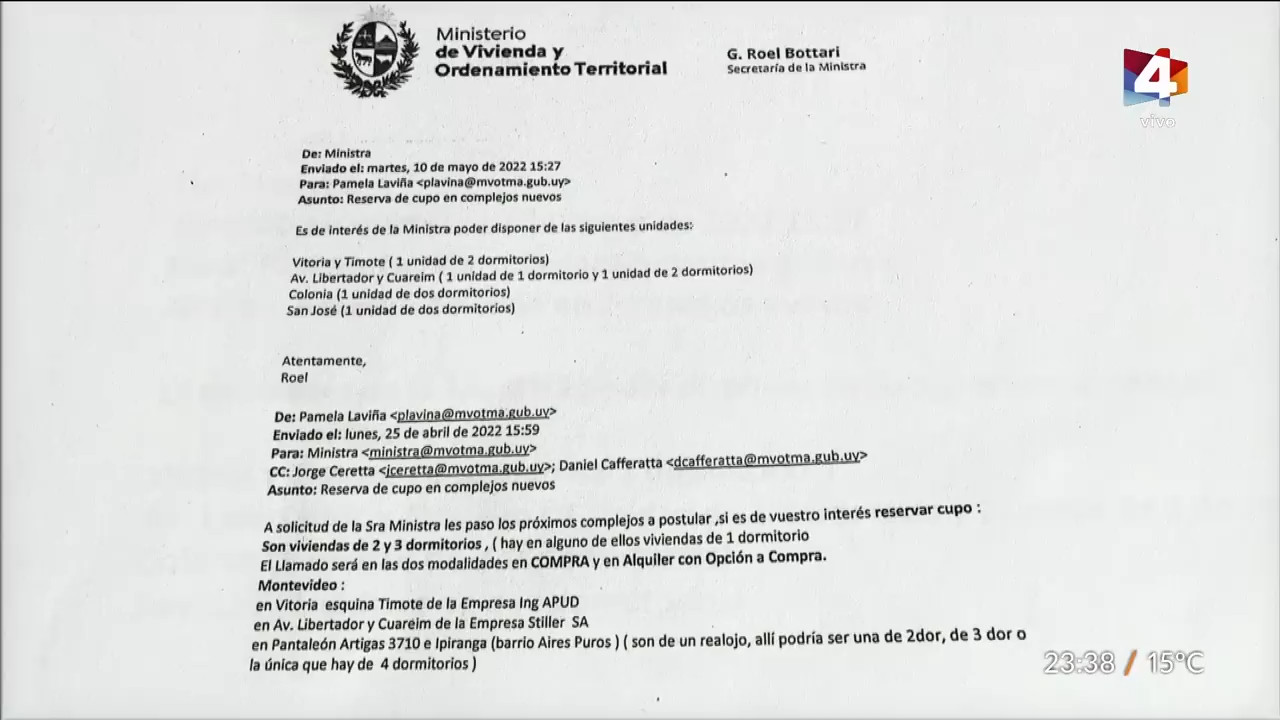 Ministerio
de Vivienda y
Ordenamiento Territorial
G. Roel Bottari
Secretaría de la Ministra
4
vivo
De: Ministra
Enviado el: martes, 10 de mayo de 2022 15:27
Para: Pamela Laviña <plavina@mvotma.gub.uy>
Asunto: Reserva de cupo en complejos nuevos
Es de interés de la Ministra poder disponer de las siguientes unidades:
Vitoria y Timote ( 1 unidad de 2 dormitorios)
Av. Libertador y Cuareim ( 1 unidad de 1 dormitorio y 1 unidad de 2 dormitorios)
Colonia (1 unidad de dos dormitorios)
San José (1 unidad de dos dormitorios)
Atentamente,
Roel
De: Pamela Laviña <plavina@mvotma.gub.uy>
Enviado el: lunes, 25 de abril de 2022 15:59
Para: Ministra <ministra@mvotma.gub.uy>
CC: Jorge Ceretta <jceretta@mvotma.gub.uy>; Daniel Cafferatta <dcafferatta@mvotma.gub.uy>
Asunto: Reserva de cupo en complejos nuevos
A solicitud de la Sra Ministra les paso los próximos complejos a postular ,si es de vuestro interés reservar cupo :
Son viviendas de 2 y 3 dormitorios , ( hay en alguno de ellos viviendas de 1 dormitorio
El Llamado será en las dos modalidades en COMPRA y en Alquiler con Opción a Compra.
Montevideo :
en Vitoria esquina Timote de la Empresa Ing APUD
en Av. Libertador y Cuareim de la Empresa Stiller SA
en Pantaleón Artigas 3710 e Ipiranga (barrio Aires Puros ) ( son de un realojo, allí podría ser una de 2dor, de 3 dor o
la única que hay de 4 dormitorios )
23:38 / 15°C